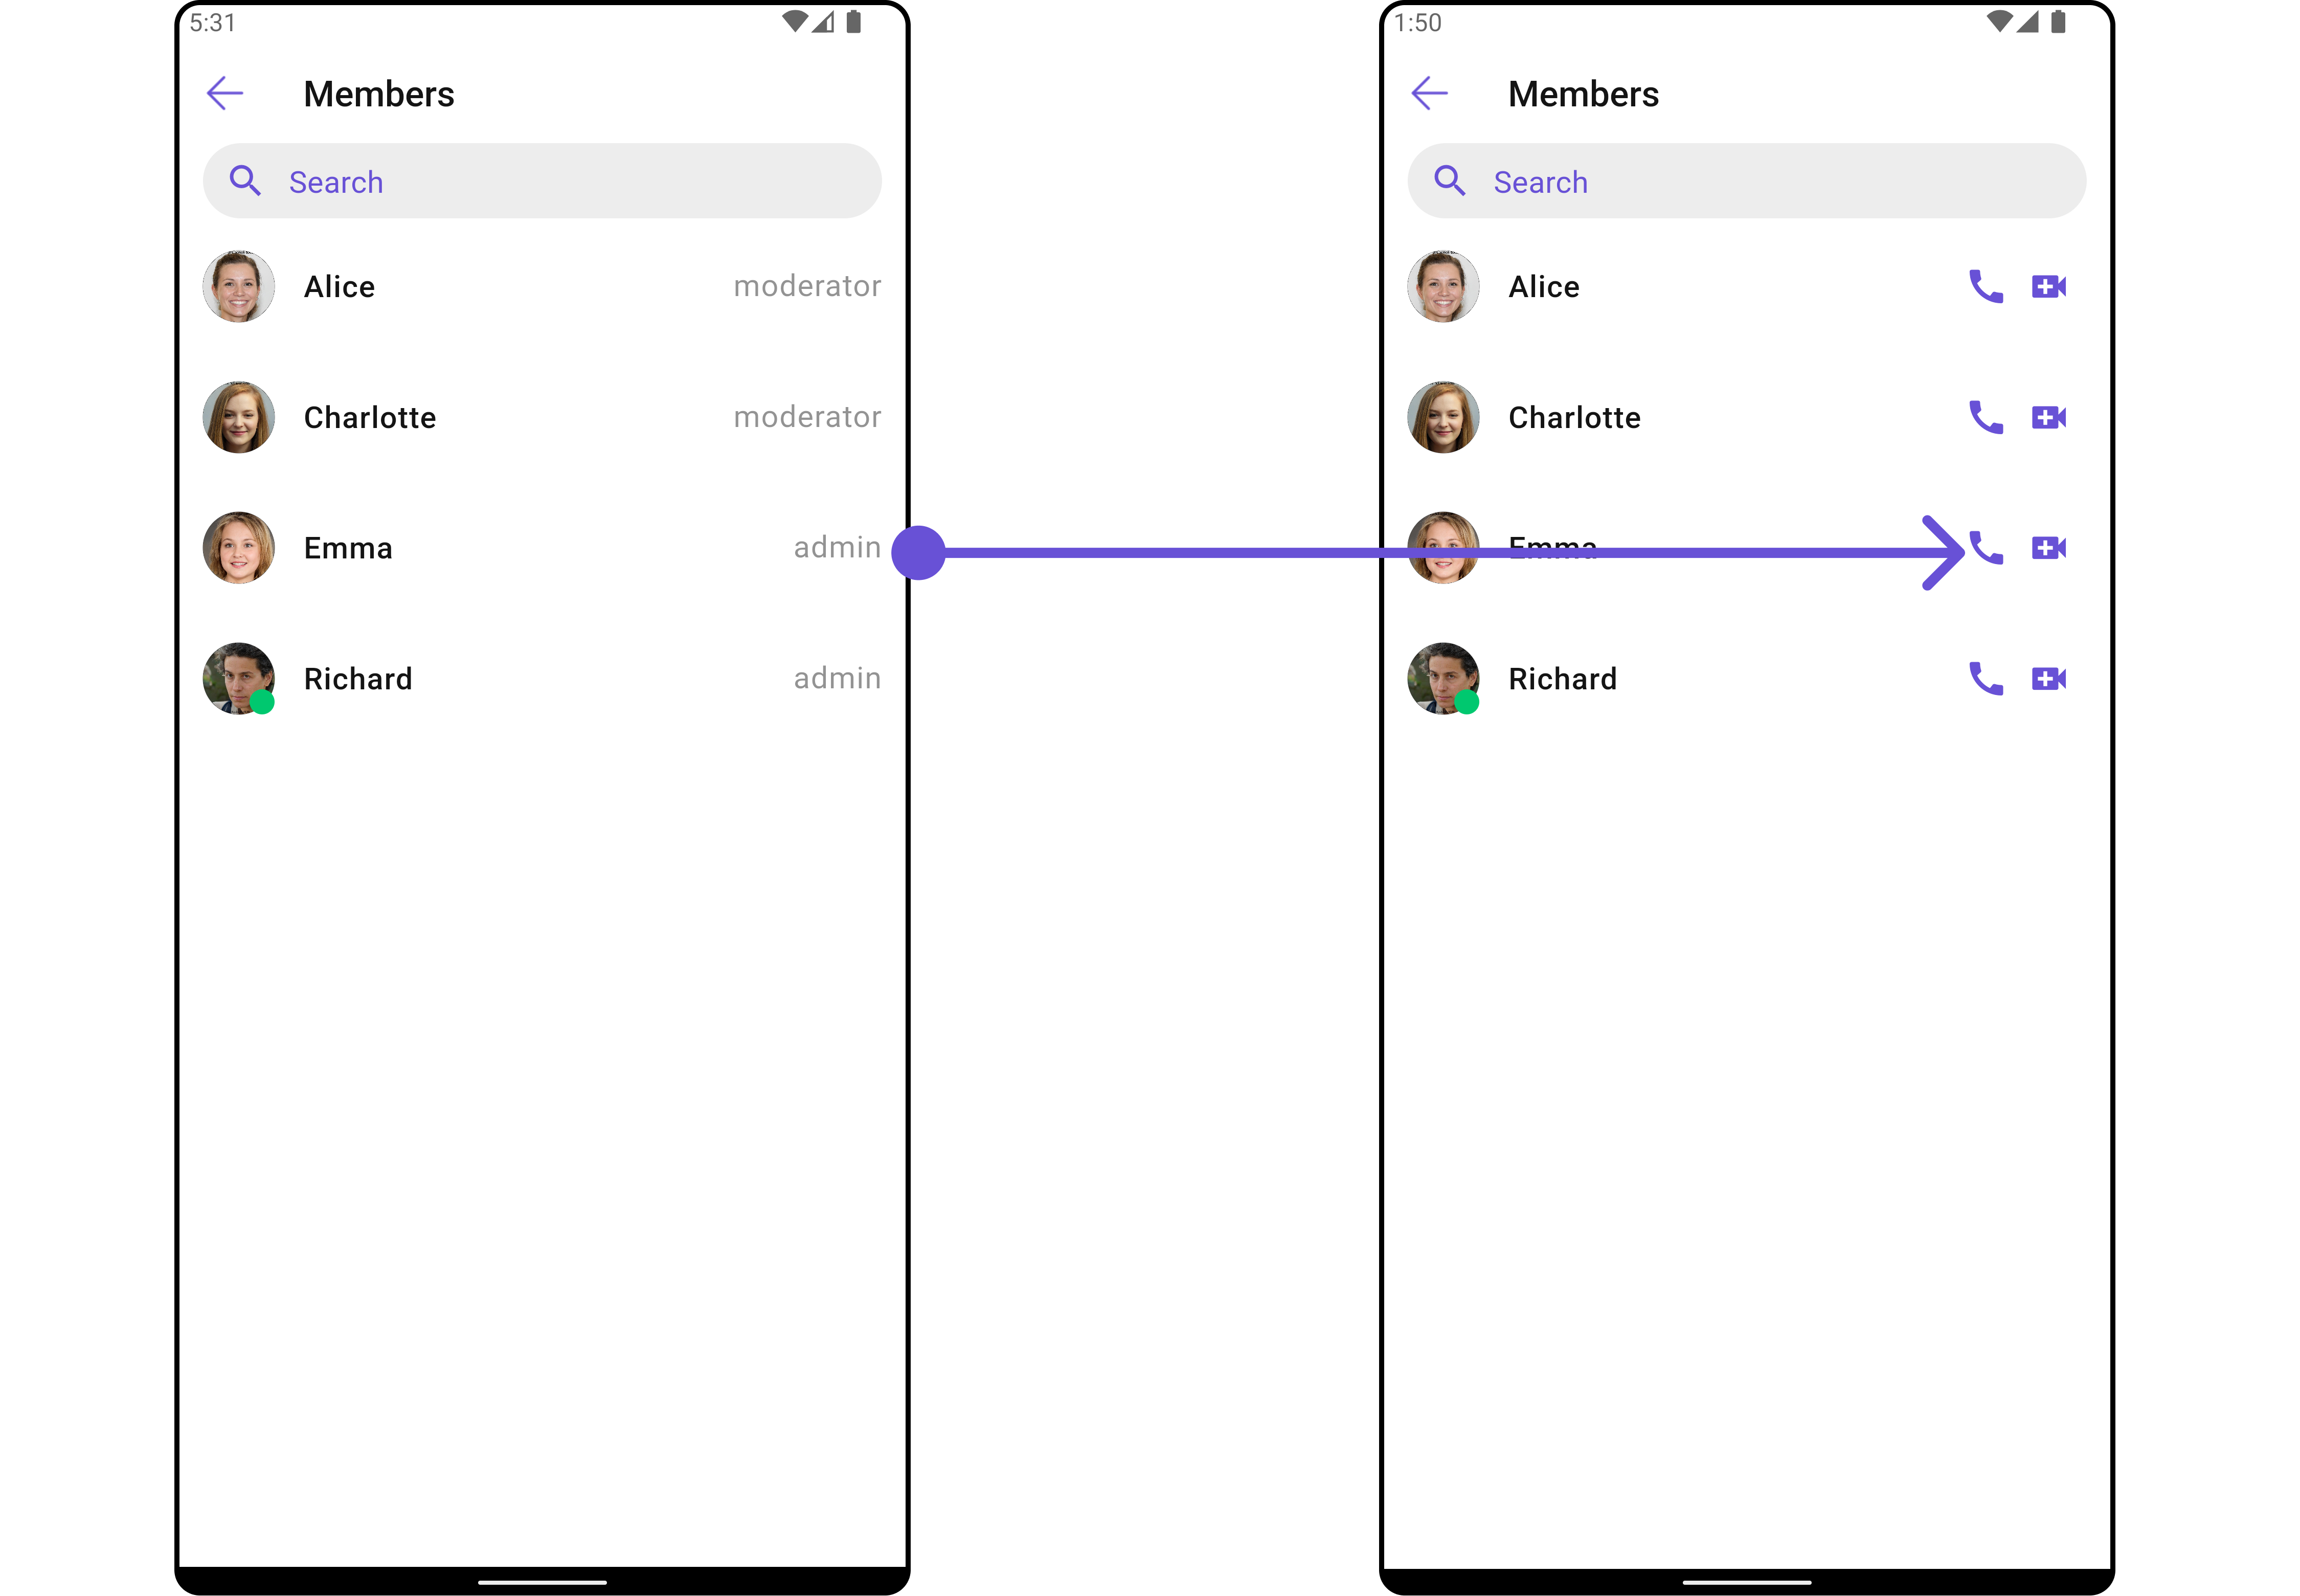 5:31
Members
Search
Alice
moderator
Charlotte
moderator
Emma
admin
Richard
admin
1:50
Members
Search
Alice
Charlotte
Emma
Richard